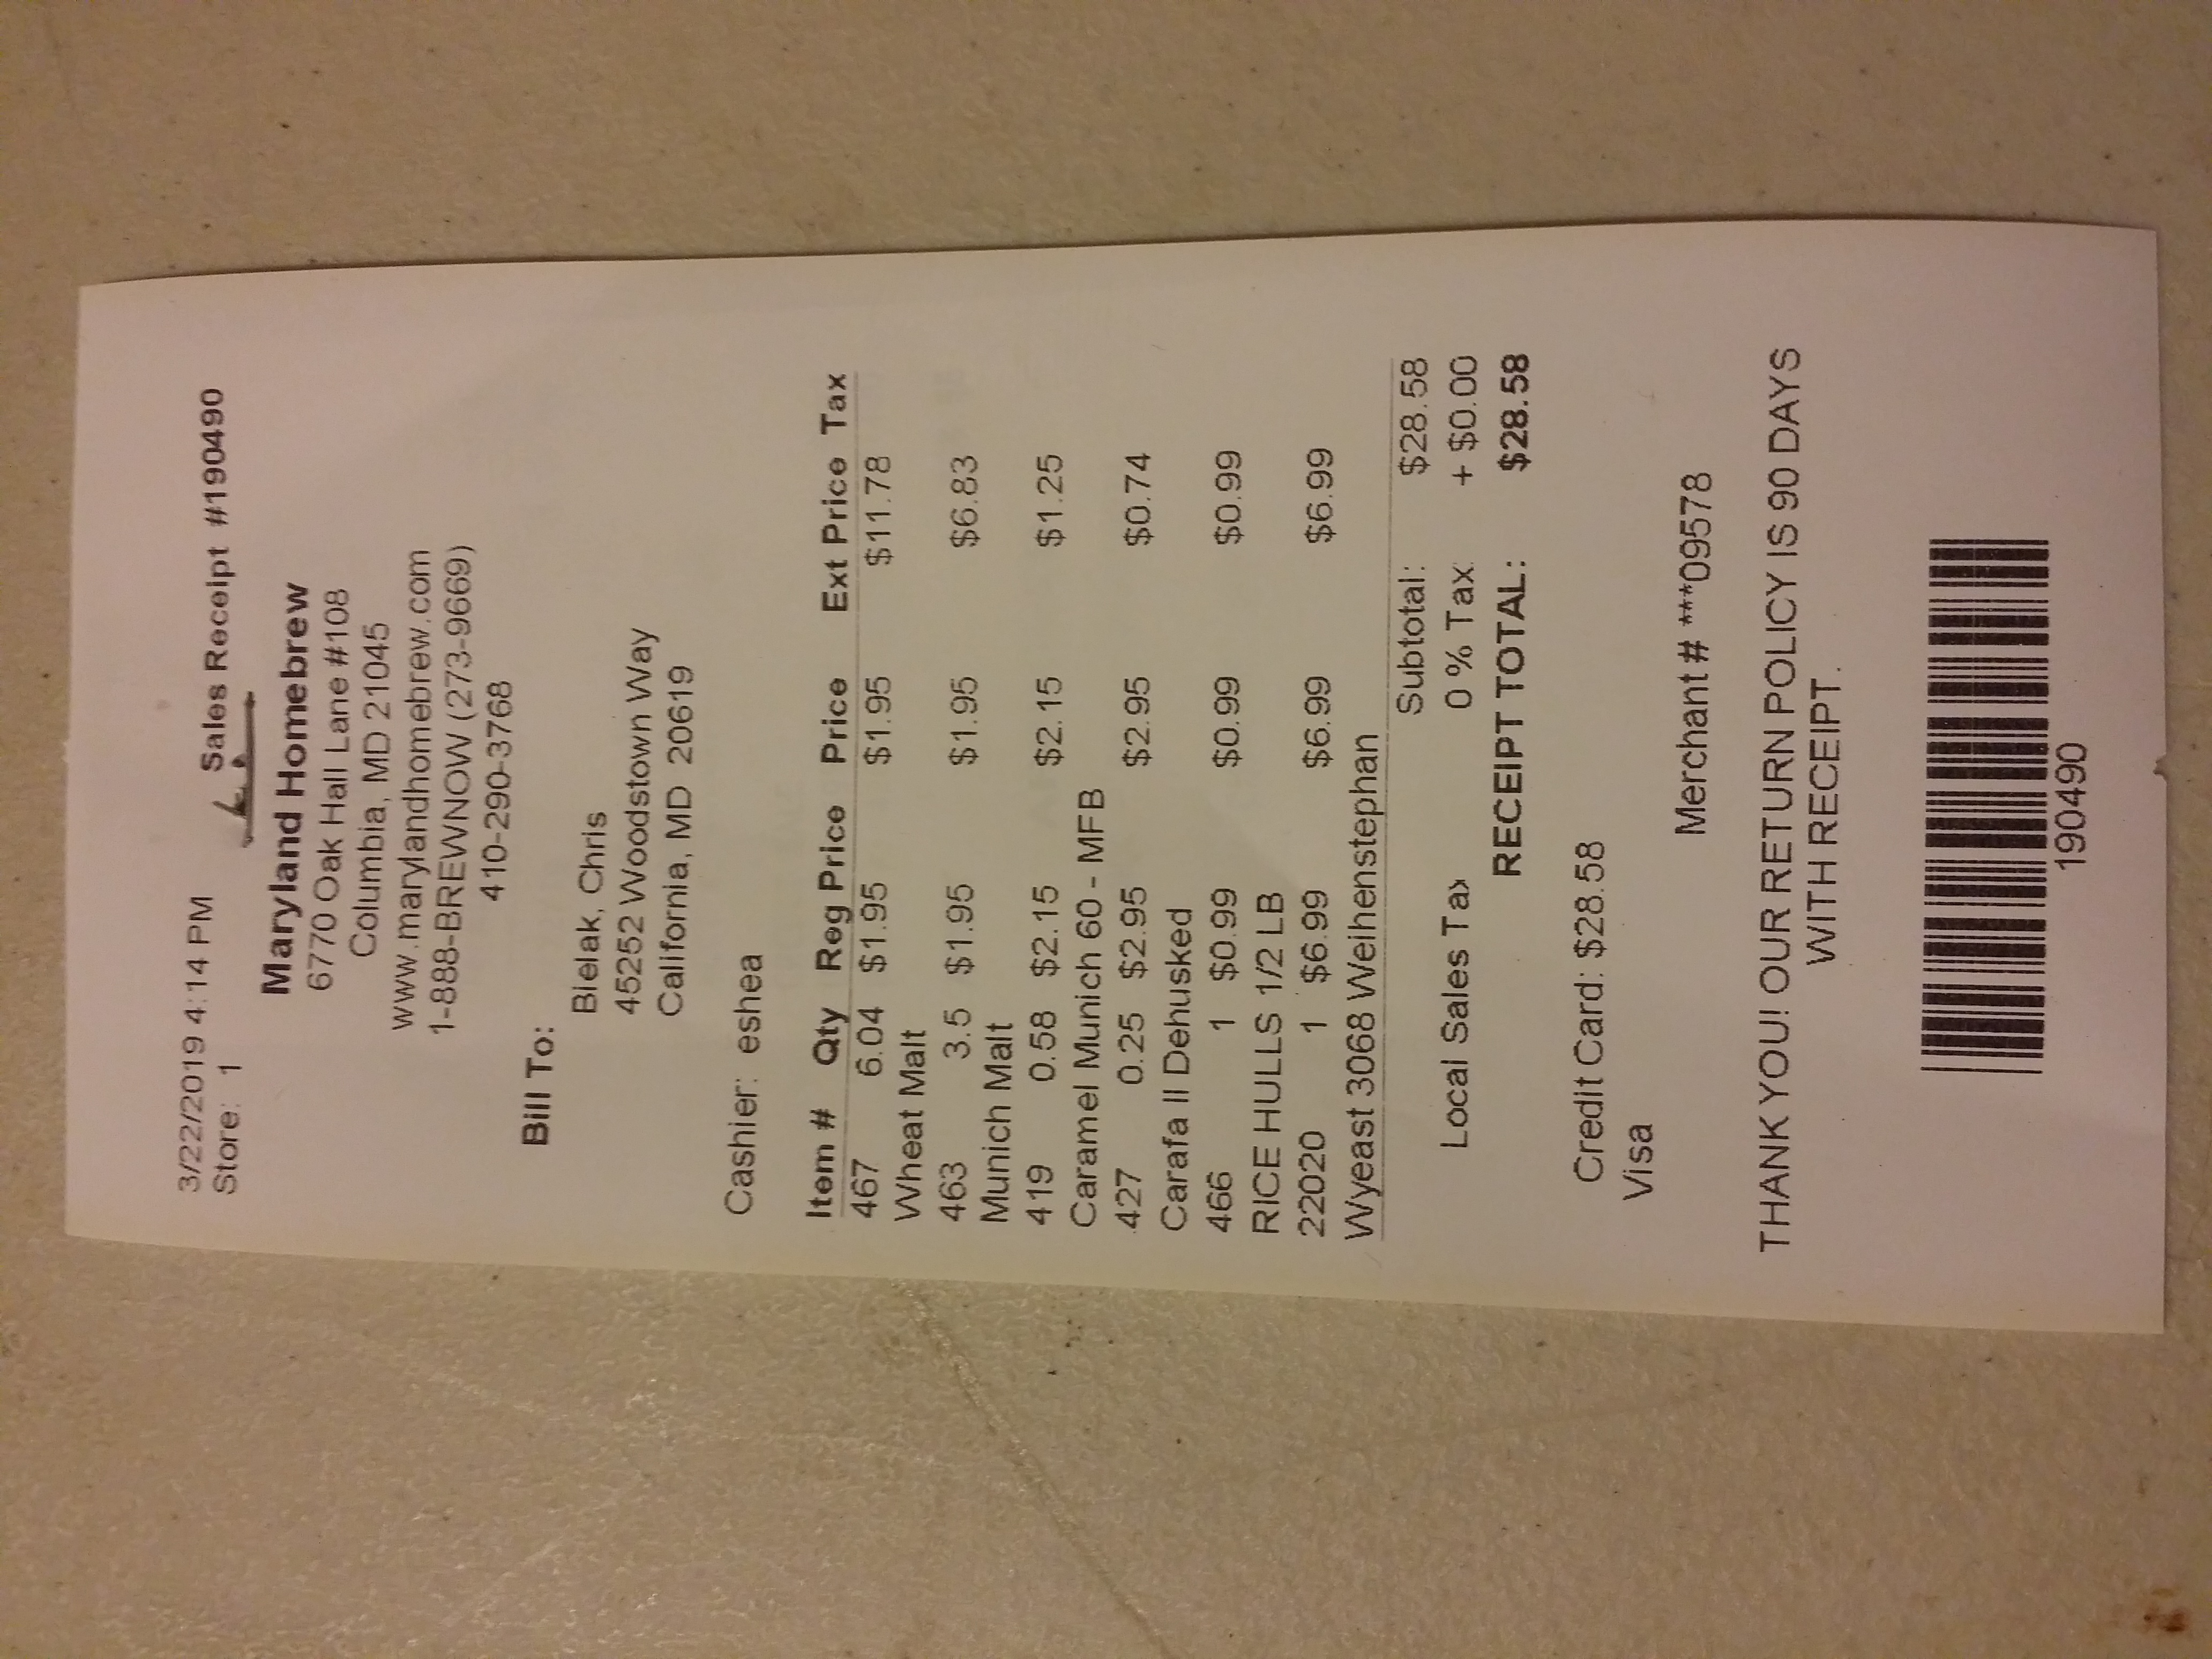 3/22/2019 4:14 PM
Store: 1
Sales Receipt #190490
Maryland Homebrew
6770 Oak Hall Lane #108
Columbia, MD 21045
www.marylandhomebrew.com
1-888-BREWNOW (273-9669)
410-290-3768
Bill To:
Bielak, Chris
45252 Woodstown Way
California, MD 20619
Cashier: eshea
Item # Qty Reg Price Price Ext Price Tax
467 6.04 $1.95 $1.95 $11.78
Wheat Malt
463 3.5 $1.95 $1.95 $6.83
Munich Malt
419 0.58 $2.15 $2.15 $1.25
Caramel Munich 60 - MFB
427 0.25 $2.95 $2.95 $0.74
Carafa II Dehusked
466 1 $0.99 $0.99 $0.99
RICE HULLS 1/2 LB
22020 1 $6.99 $6.99 $6.99
Wyeast 3068 Weihenstephan
Subtotal: $28.58
Local Sales Tax 0 % Tax: + $0.00
RECEIPT TOTAL: $28.58
Credit Card: $28.58
Visa
Merchant # ***09578
THANK YOU! OUR RETURN POLICY IS 90 DAYS
WITH RECEIPT.
190490